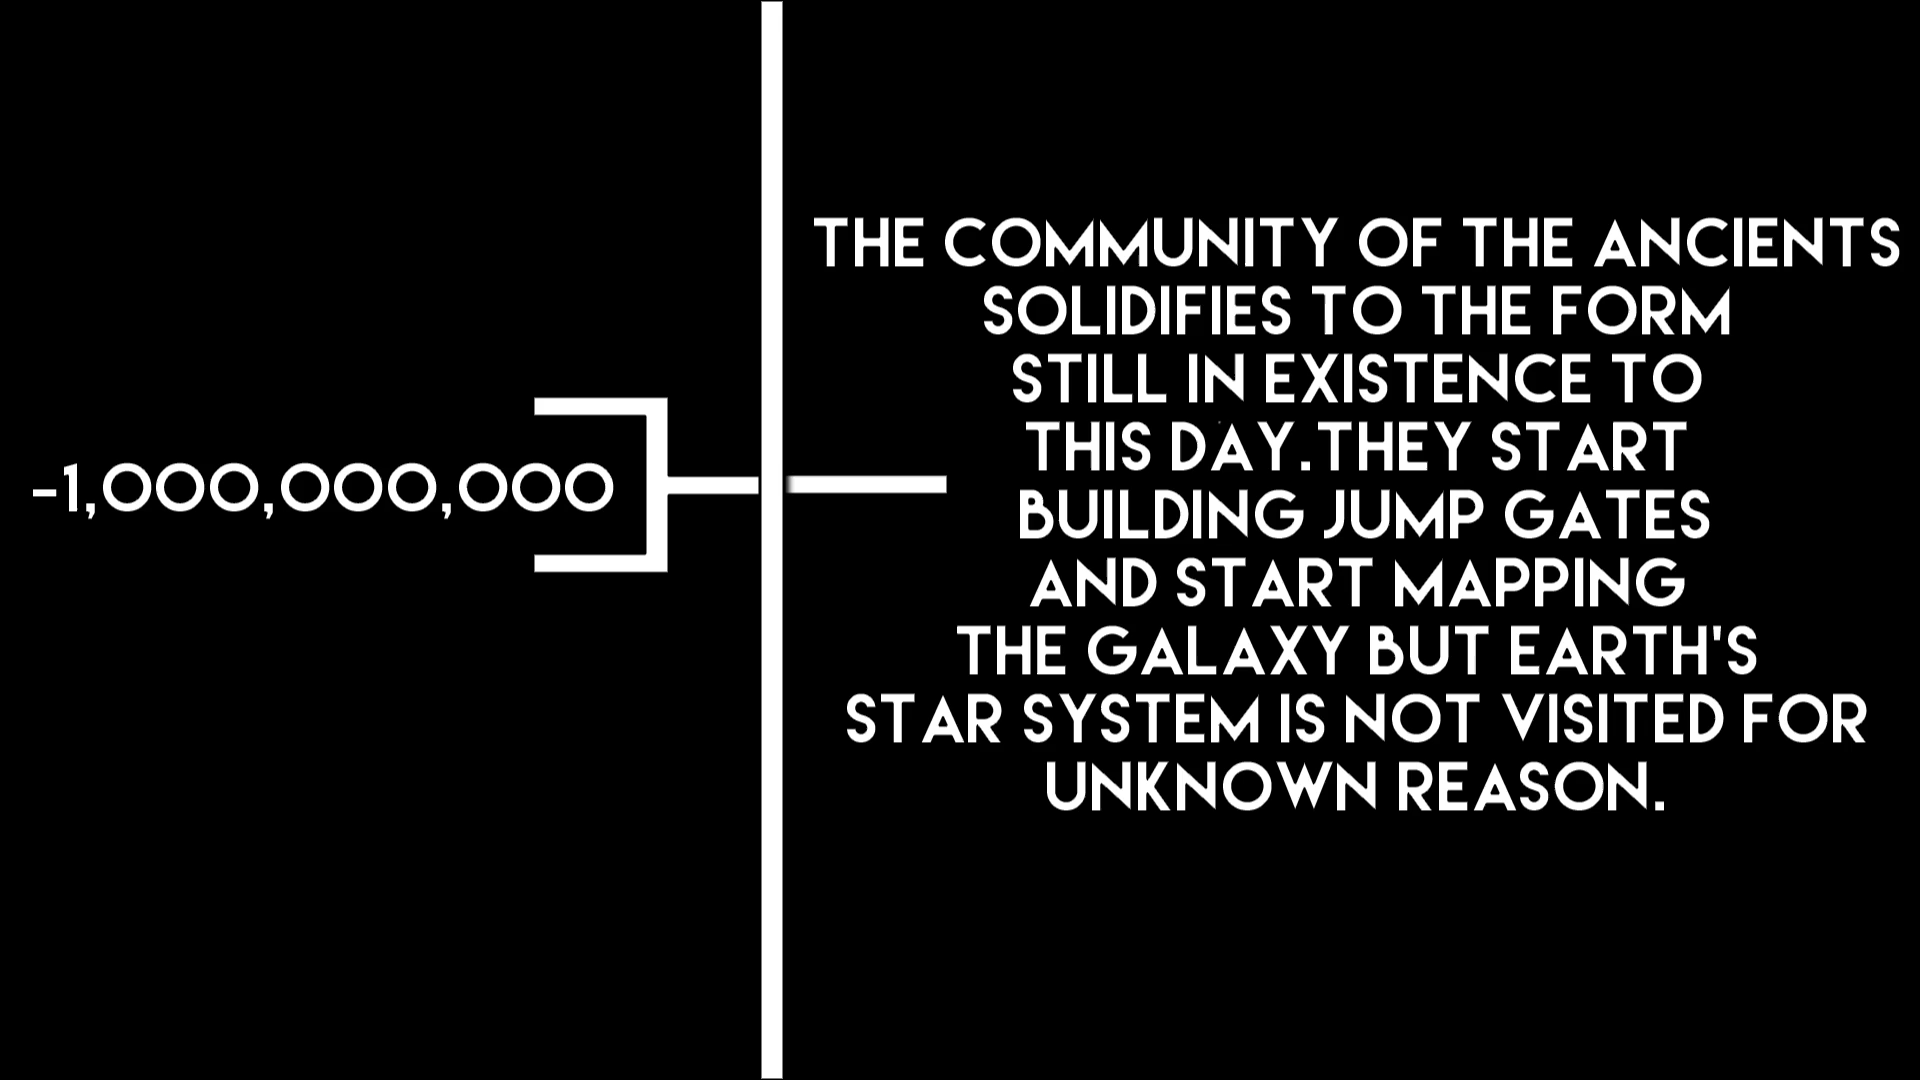 -1,000,000,000
THE COMMUNITY OF THE ANCIENTS
SOLIDIFIES TO THE FORM
STILL IN EXISTENCE TO
THIS DAY.THEY START
BUILDING JUMP GATES
AND START MAPPING
THE GALAXY BUT EARTH'S
STAR SYSTEM IS NOT VISITED FOR
UNKNOWN REASON.